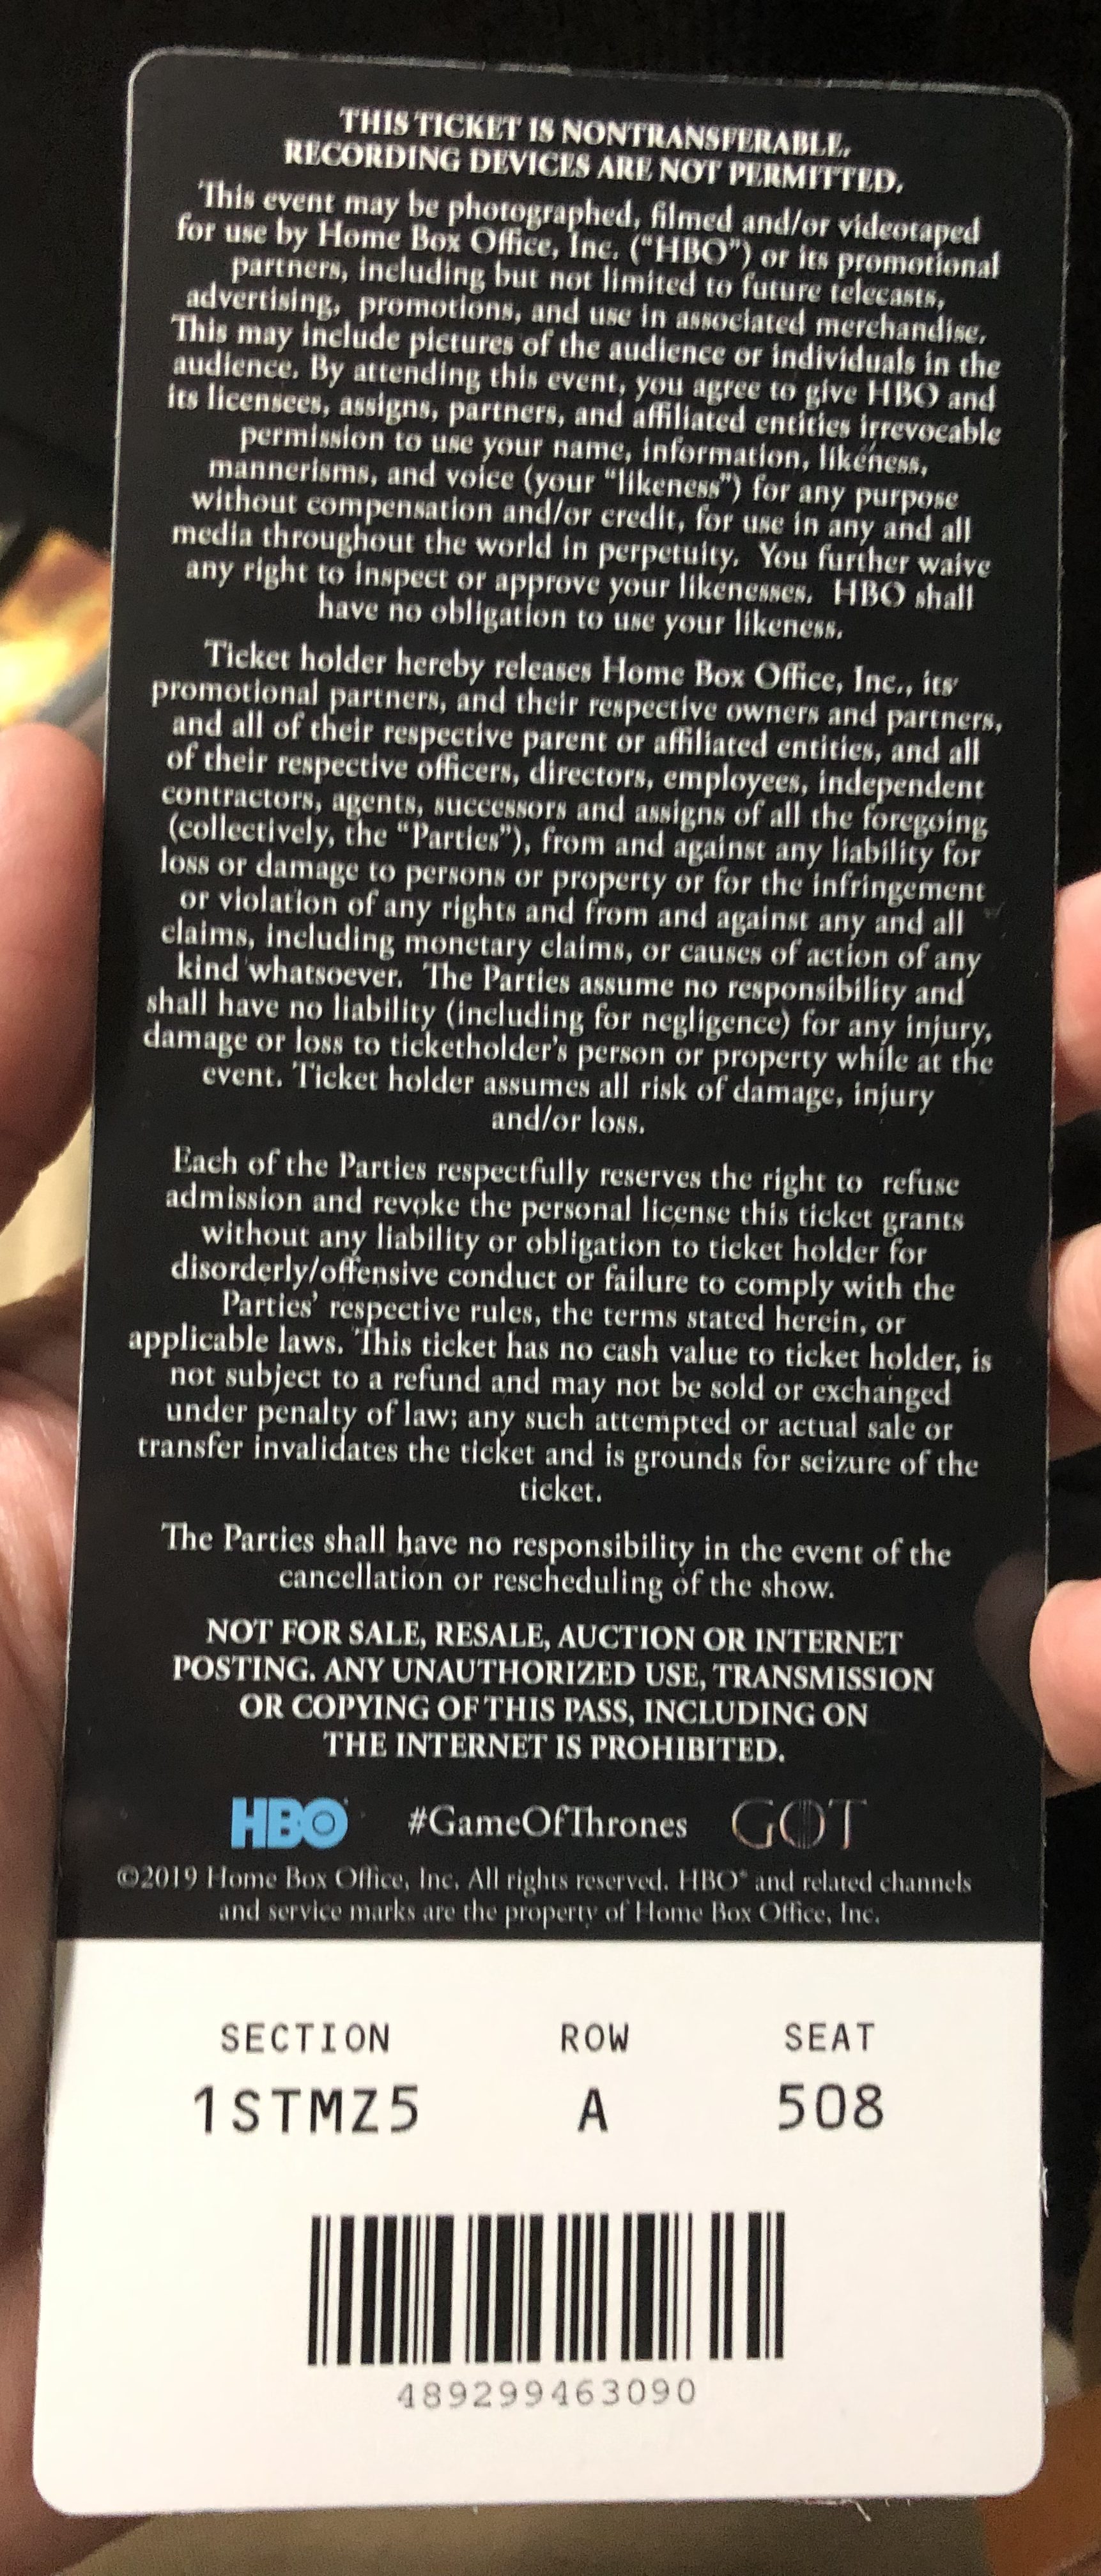 THIS TICKET IS NONTRANSFERABLE.
RECORDING DEVICES ARE NOT PERMITTED.
This event may be photographed, filmed and/or videotaped
for use by Home Box Office, Inc. (“HBO”) or its promotional
partners, including but not limited to future telecasts,
advertising, promotions, and use in associated merchandise.
This may include pictures of the audience or individuals in the
audience. By attending this event, you agree to give HBO and
its licensees, assigns, partners, and affiliated entities irrevocable
permission to use your name, information, likeness,
mannerisms, and voice (your “likeness”) for any purpose
without compensation and/or credit, for use in any and all
media throughout the world in perpetuity. You further waive
any right to inspect or approve your likenesses. HBO shall
have no obligation to use your likeness.
Ticket holder hereby releases Home Box Office, Inc., its
promotional partners, and their respective owners and partners,
and all of their respective parent or affiliated entities, and all
of their respective officers, directors, employees, independent
contractors, agents, successors and assigns of all the foregoing
(collectively, the “Parties”), from and against any liability for
loss or damage to persons or property or for the infringement
or violation of any rights and from and against any and all
claims, including monetary claims, or causes of action of any
kind whatsoever. The Parties assume no responsibility and
shall have no liability (including for negligence) for any injury,
damage or loss to ticketholder’s person or property while at the
event. Ticket holder assumes all risk of damage, injury
and/or loss.
Each of the Parties respectfully reserves the right to refuse
admission and revoke the personal license this ticket grants
without any liability or obligation to ticket holder for
disorderly/offensive conduct or failure to comply with the
Parties’ respective rules, the terms stated herein, or
applicable laws. This ticket has no cash value to ticket holder, is
not subject to a refund and may not be sold or exchanged
under penalty of law; any such attempted or actual sale or
transfer invalidates the ticket and is grounds for seizure of the
ticket.
The Parties shall have no responsibility in the event of the
cancellation or rescheduling of the show.
NOT FOR SALE, RESALE, AUCTION OR INTERNET
POSTING. ANY UNAUTHORIZED USE, TRANSMISSION
OR COPYING OF THIS PASS, INCLUDING ON
THE INTERNET IS PROHIBITED.
HBO #GameOfThrones GOT
©2019 Home Box Office, Inc. All rights reserved. HBO® and related channels
and service marks are the property of Home Box Office, Inc.
SECTION ROW SEAT
1STMZ5 A 508
489299463090